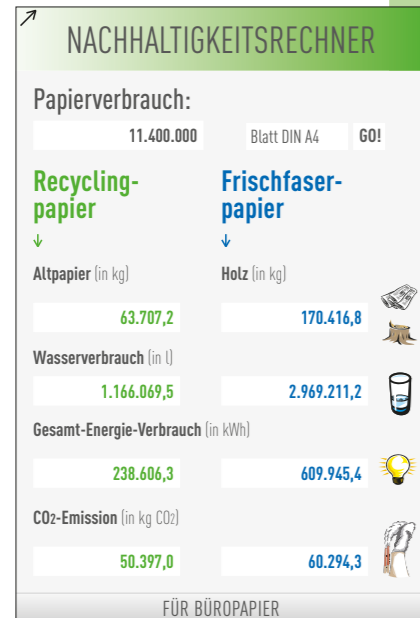 NACHHALTIGKEITSRECHNER
Papierverbrauch:
11.400.000 Blatt DIN A4 GO!
Recycling- Frischfaser-
papier papier
Altpapier (in kg) Holz (in kg)
63.707,2 170.416,8
Wasserverbrauch (in l)
1.166.069,5 2.969.211,2
Gesamt-Energie-Verbrauch (in kWh)
238.606,3 609.945,4
CO2-Emission (in kg CO2)
50.397,0 60.294,3
FÜR BÜROPAPIER